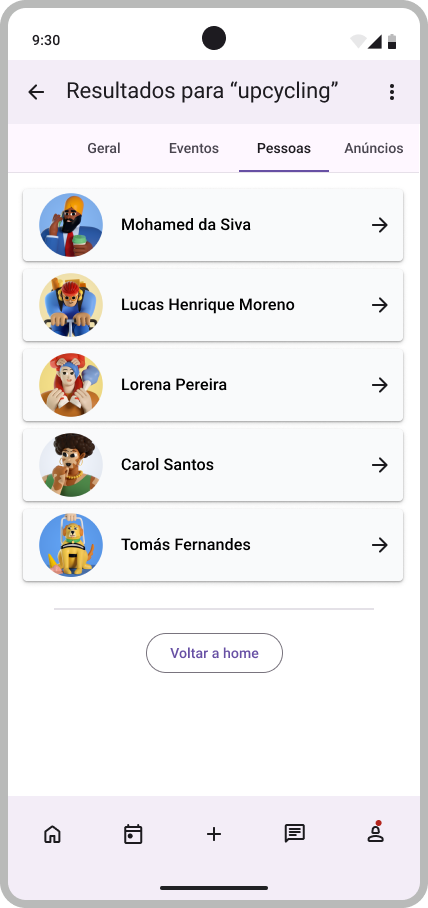 9:30
Resultados para “upcycling”
Geral Eventos Pessoas Anúncios
Mohamed da Siva
Lucas Henrique Moreno
Lorena Pereira
Carol Santos
Tomás Fernandes
Voltar a home